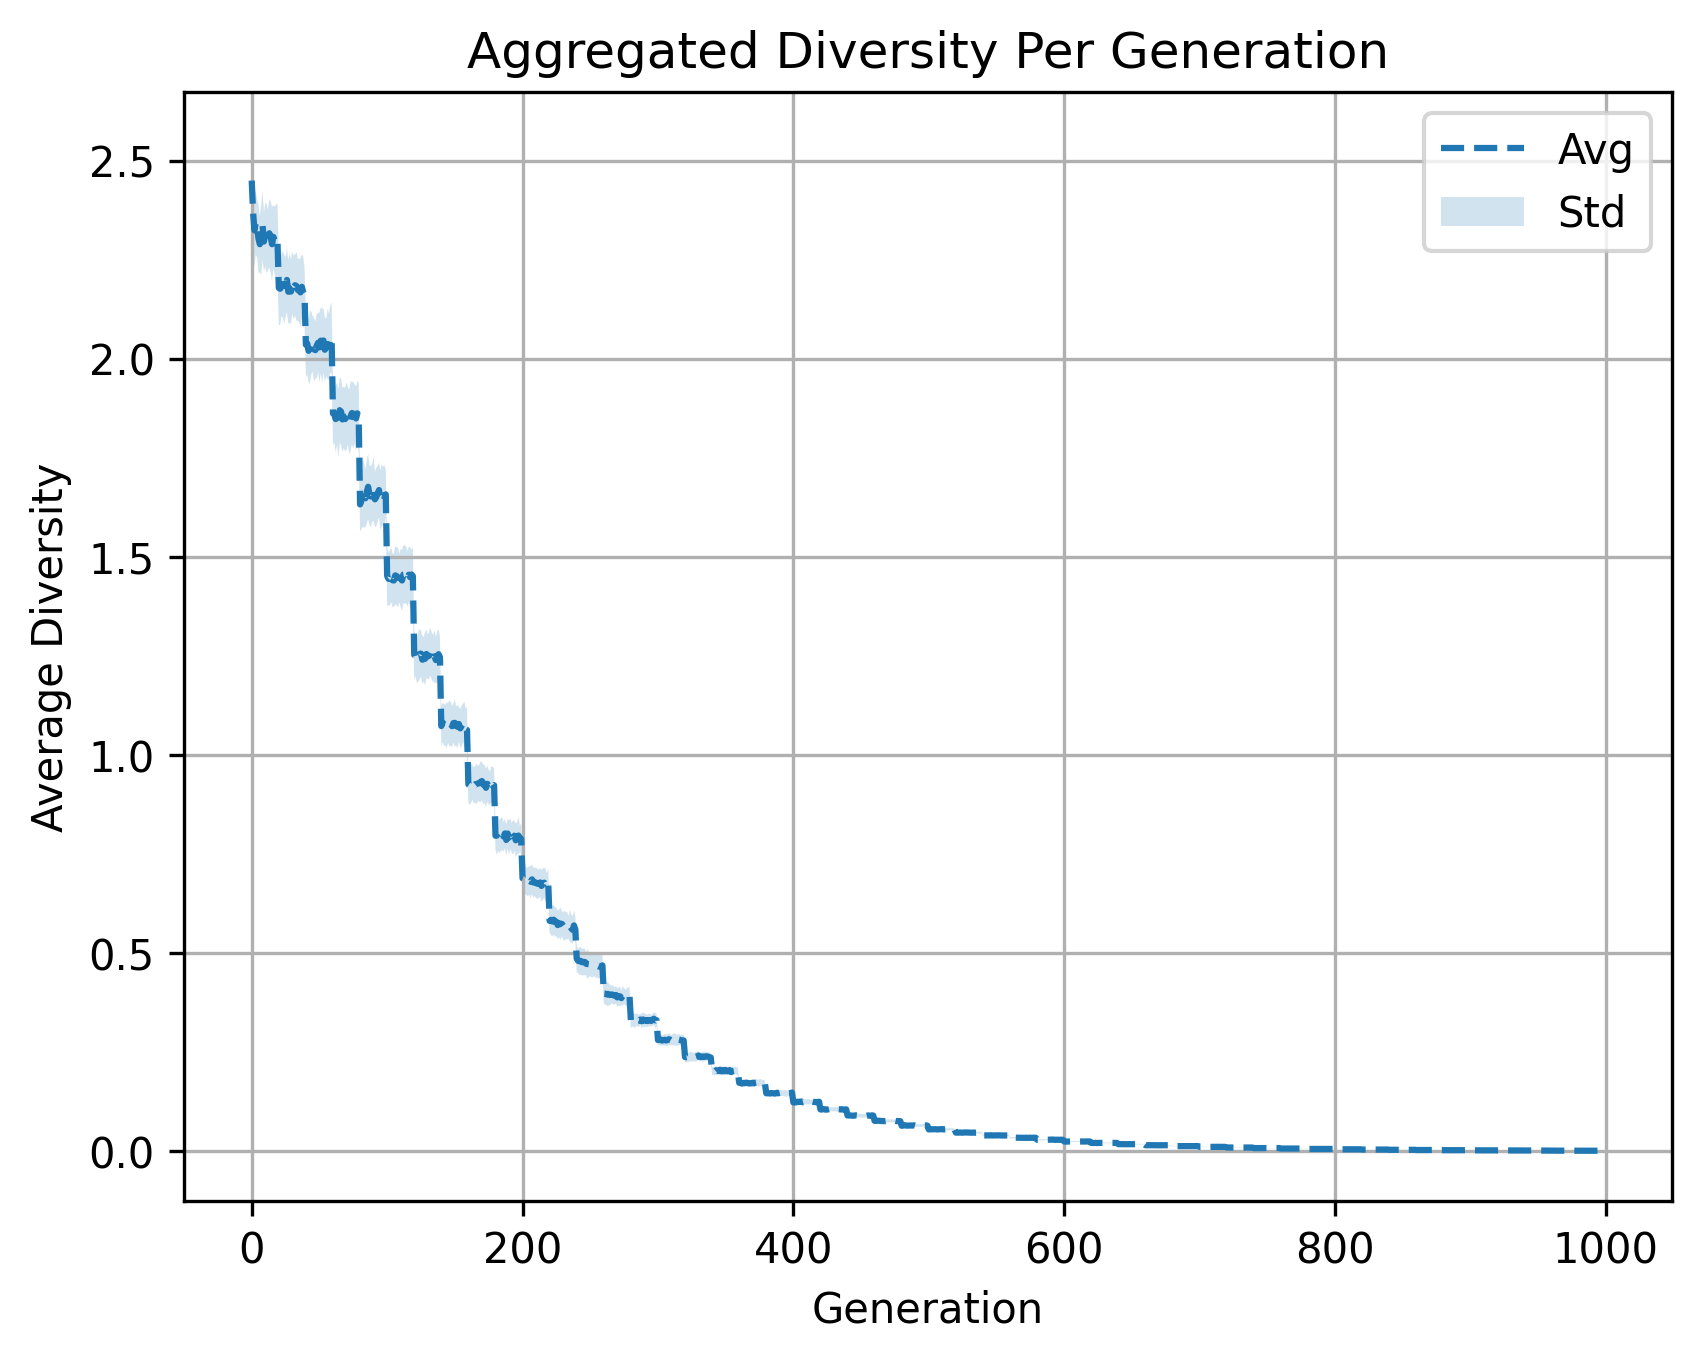 Aggregated Diversity Per Generation
Avg
Std
Average Diversity
2.5
2.0
1.5
1.0
0.5
0.0
0 200 400 600 800 1000
Generation